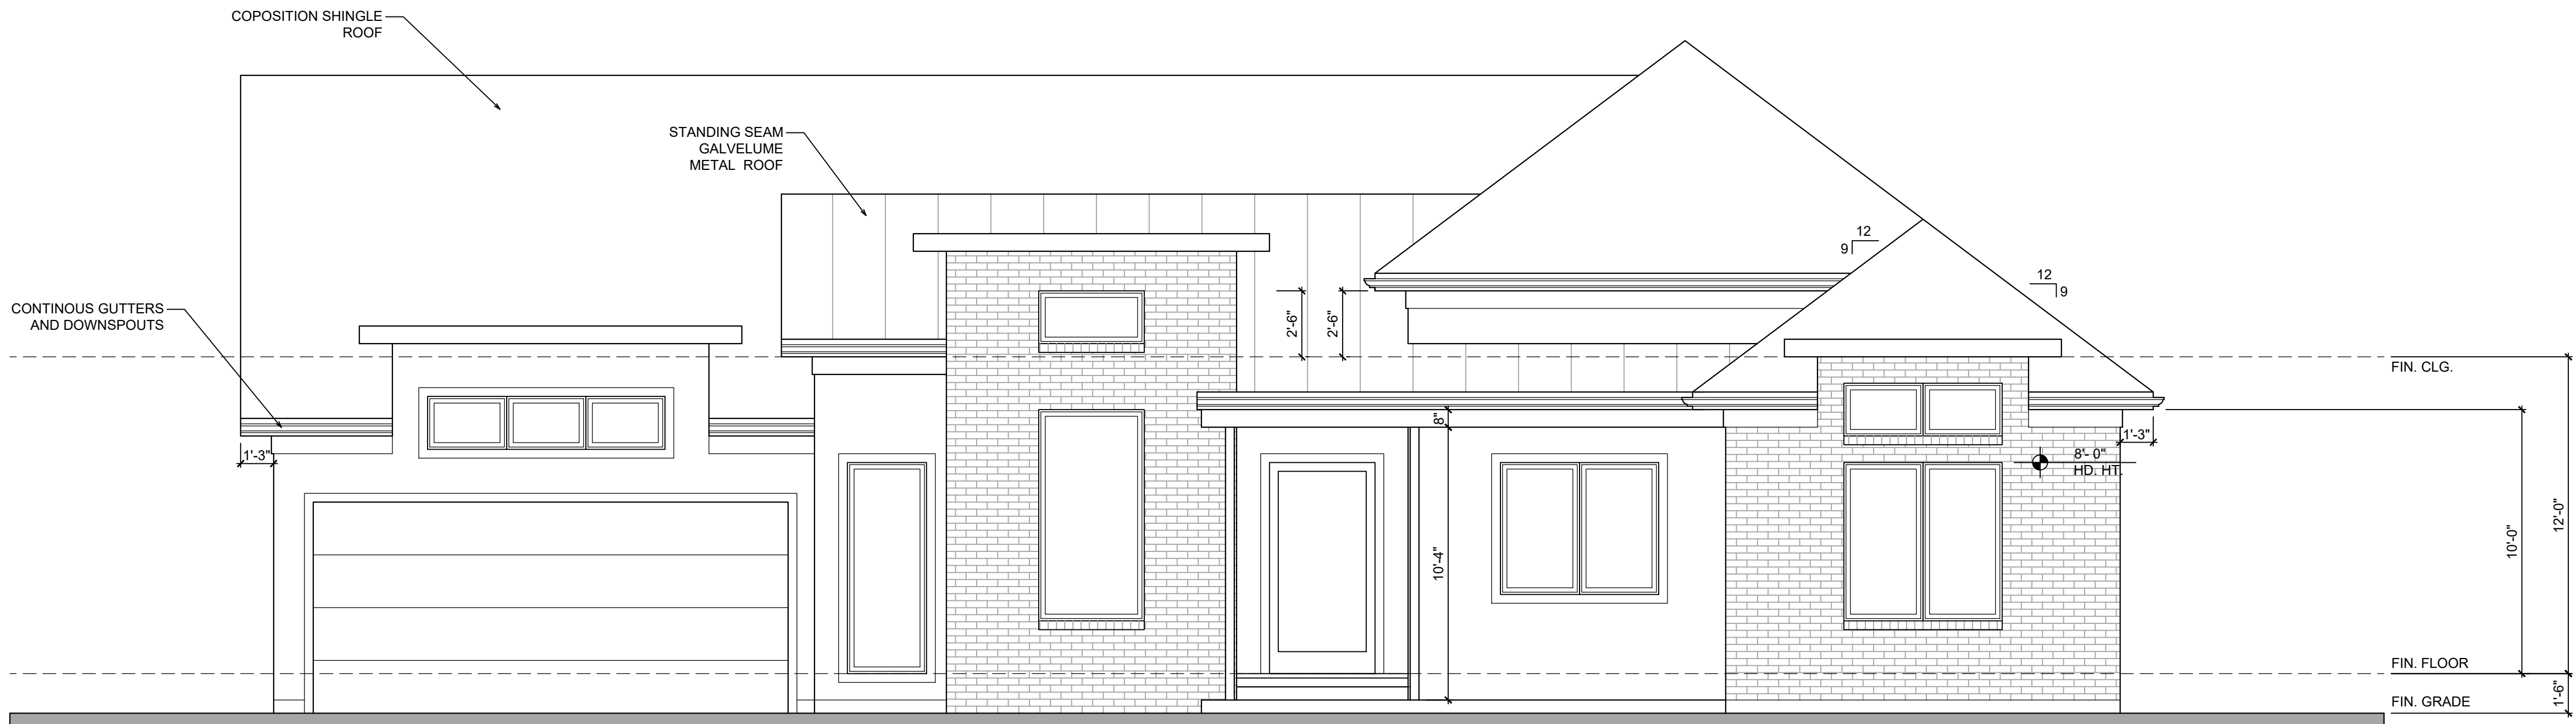 COPOSITION SHINGLE
ROOF
STANDING SEAM
GALVELUME
METAL ROOF
CONTINOUS GUTTERS
AND DOWNSPOUTS
12
9
12
9
2'-6"
2'-6"
FIN. CLG.
8"
1'-3"
1'-3"
8'- 0"
HD. HT.
10'-4"
10'-0"
12'-0"
FIN. FLOOR
FIN. GRADE
1'-6"